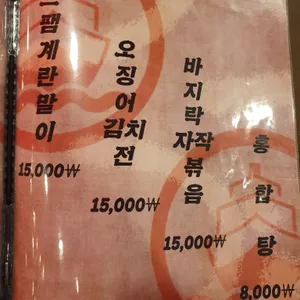 스팸계란말이
15,000₩
오징어
김치
전
15,000₩
바지락
자작
볶음
15,000₩
홍합탕
8,000₩